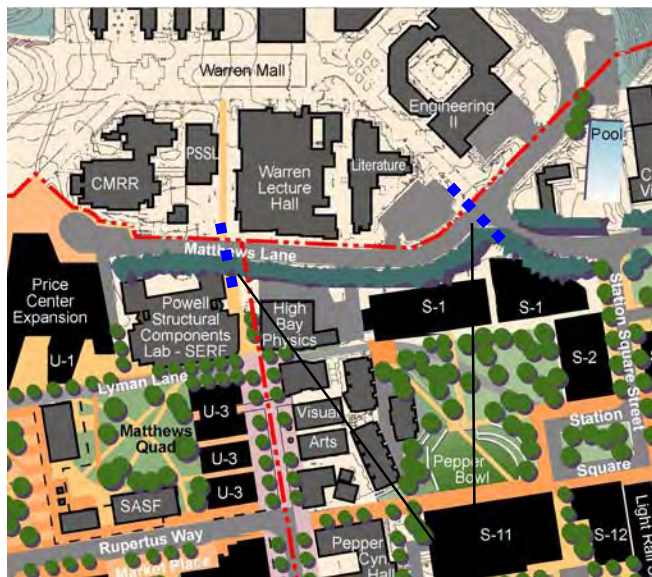 Warren Mall
Engineering
II
PSSL
CMRR
Warren
Lecture
Hall
Literature
Pool
Matthews Lane
Price
Center
Expansion
U-1
Powell
Structural
Components
Lab - SERF
High
Bay
Physics
S-1
S-1
S-2
Station Square Street
Lyman Lane
U-3
Matthews
Quad
U-3
U-3
Visual
Arts
Station
Square
Pepper
Bowl
SASF
Rupertus Way
Market Place
Pepper
Cyn
Hall
S-11
S-12
Light Rail